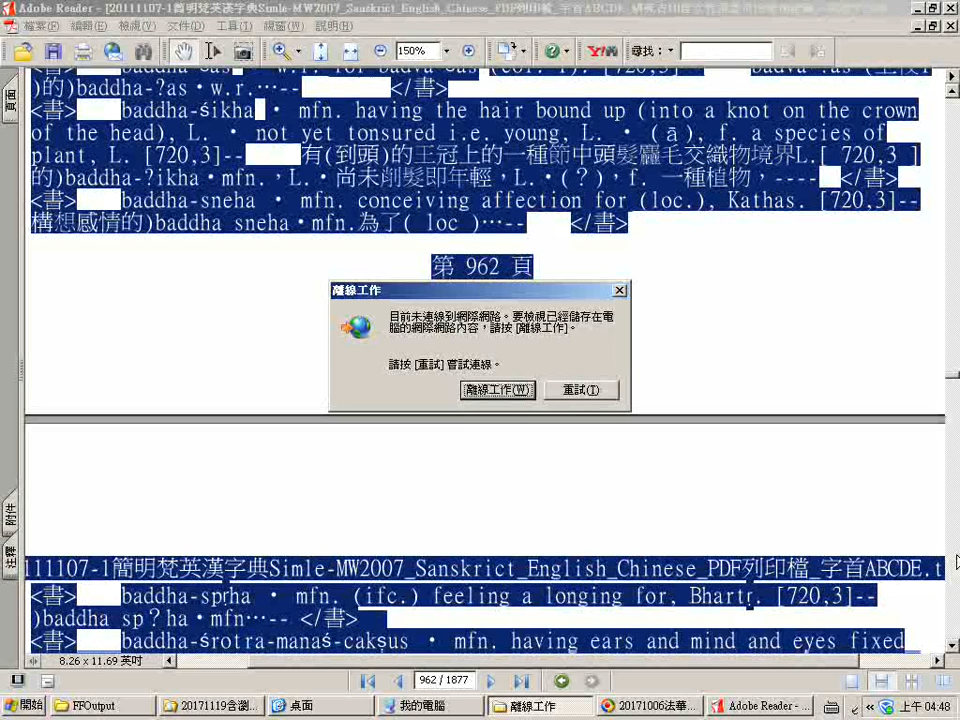 Adobe Reader - [20111107-1簡明梵英漢字典Simle-MW2007_Sanskrict_English_Chinese_PDF列印檔_字首ABCDE
檔案(F) 編輯(E) 檢視(V) 文件(D) 工具(T) 視窗(W) 說明(H)
150% 尋找:
頁面
)的)baddha-?as‧w.r.…-- </書>
<書> baddha-śikha ‧ mfn. having the hair bound up (into a knot on the crown
of the head), L. ‧ not yet tonsured i.e. young, L. ‧ (ā), f. a species of
plant, L. [720,3]-- 有(到頭)的王冠上的一種節中頭髮鬣毛交織物境界L.[ 720,3 ]
的)baddha-?ikha‧mfn.，L.‧尚未削髮即年輕，L.‧(？)，f. 一種植物，---- </書>
<書> baddha-sneha ‧ mfn. conceiving affection for (loc.), Kathas. [720,3]--
構想感情的)baddha sneha‧mfn.為了( loc )…-- </書>
第 962 頁
離線工作
目前未連線到網際網路。要檢視已經儲存在電
腦的網際網路內容，請按 [離線工作]。
請按 [重試] 嘗試連線。
離線工作(W) 重試(T)
附件
注釋
111107-1簡明梵英漢字典Simle-MW2007_Sanskrict_English_Chinese_PDF列印檔_字首ABCDE.t
<書> baddha-spṛha ‧ mfn. (ifc.) feeling a longing for, Bhartṛ. [720,3]--
)baddha sp？ha‧mfn…-- </書>
<書> baddha-śrotra-manaś-cakṣus ‧ mfn. having ears and mind and eyes fixed
8.26 x 11.69 英吋
962 / 1877
開始 FFOutput 20171119含瀏... 桌面 我的電腦 離線工作 20171006法華... Adobe Reader - ... 上午 04:48